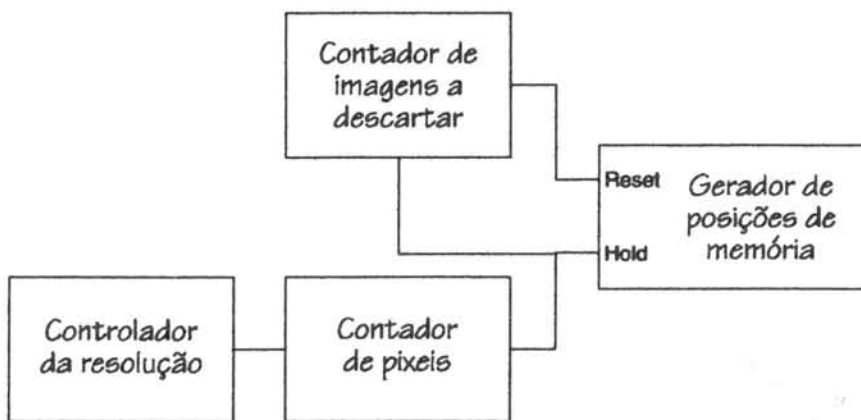 Contador de
imagens a
descartar
Reset
Gerador de
posições de
memória
Hold
Controlador
da resolução
Contador
de pixeis